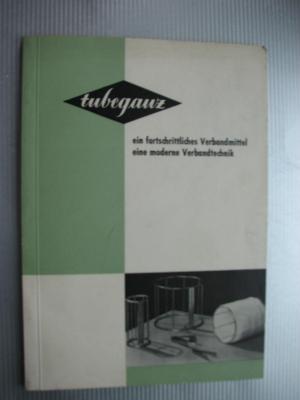 tubegauz
ein fortschrittliches Verbandmittel
eine moderne Verbandtechnik